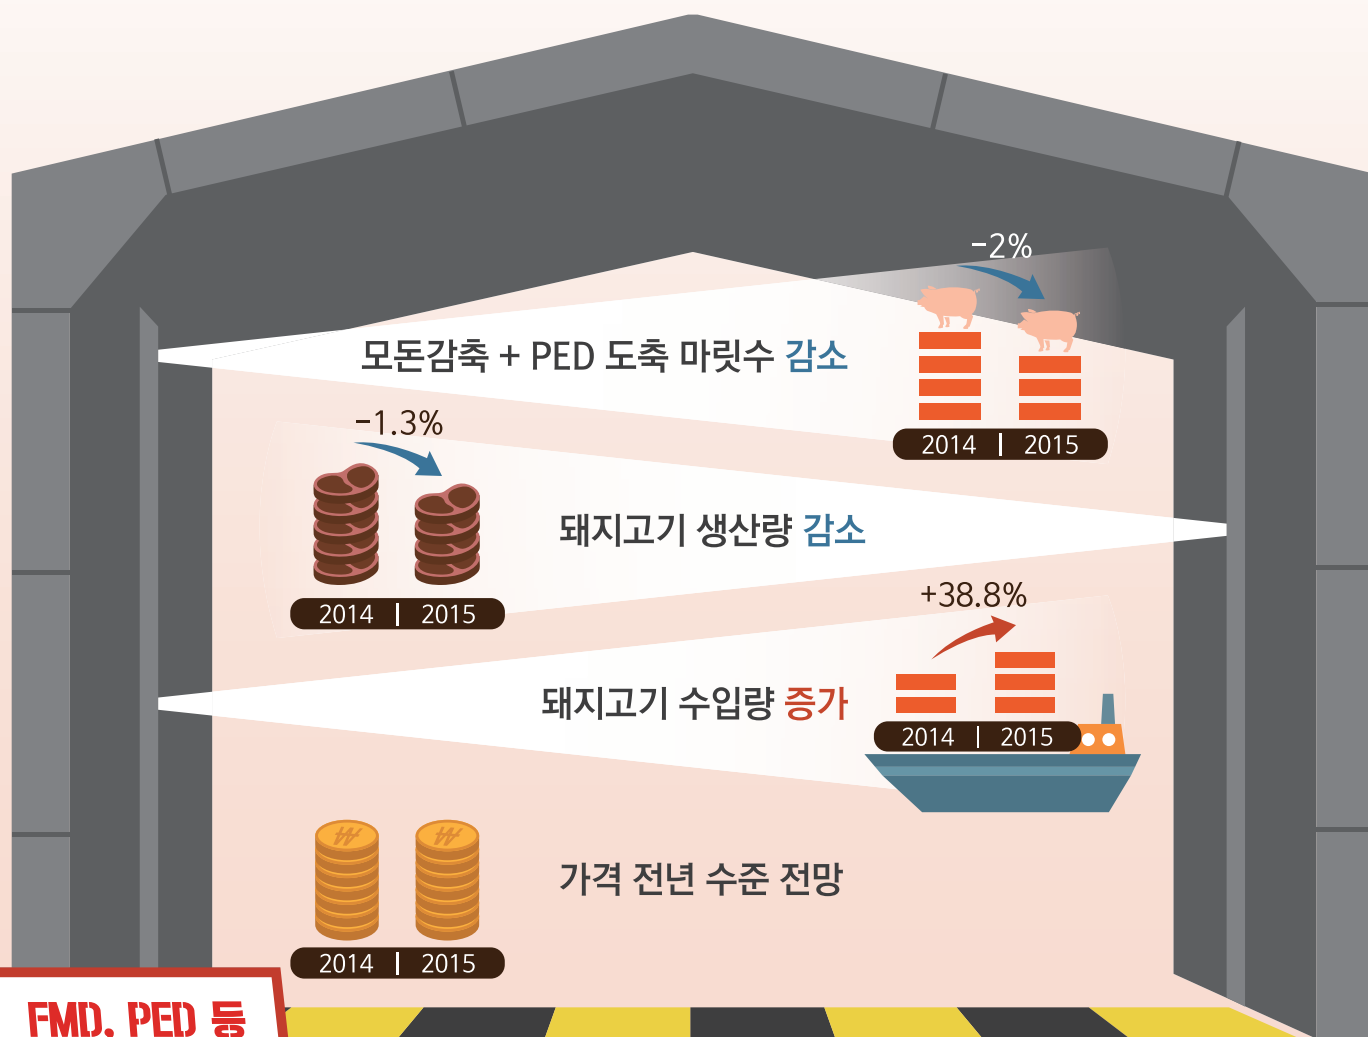 -2%
모돈감축 + PED 도축 마릿수 감소
2014 | 2015
-1.3%
돼지고기 생산량 감소
2014 | 2015
+38.8%
돼지고기 수입량 증가
2014 | 2015
₩ ₩
가격 전년 수준 전망
2014 | 2015
FMD. PED 등